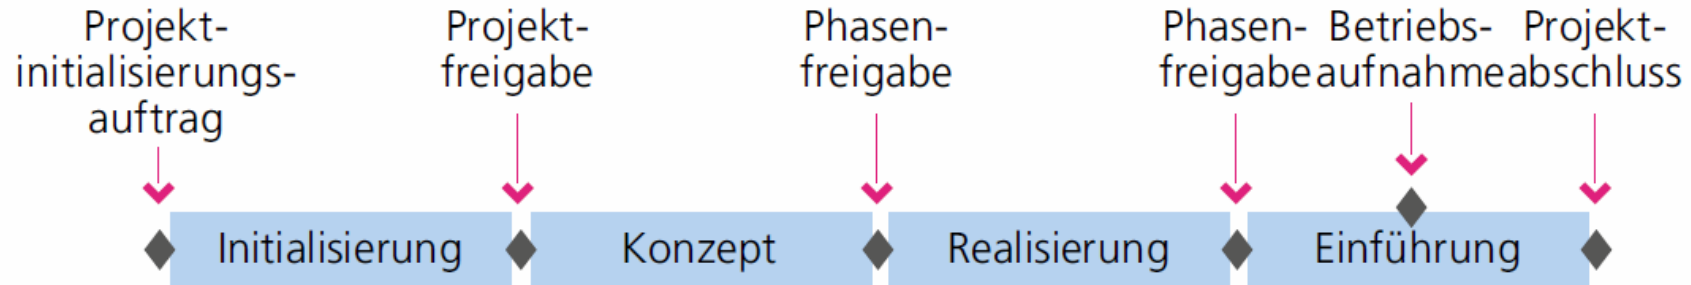 Projekt-
initialisierungs-
auftrag
Projekt-
freigabe
Phasen-
freigabe
Phasen-
freigabe
Betriebs-
aufnahme
Projekt-
abschluss
Initialisierung
Konzept
Realisierung
Einführung